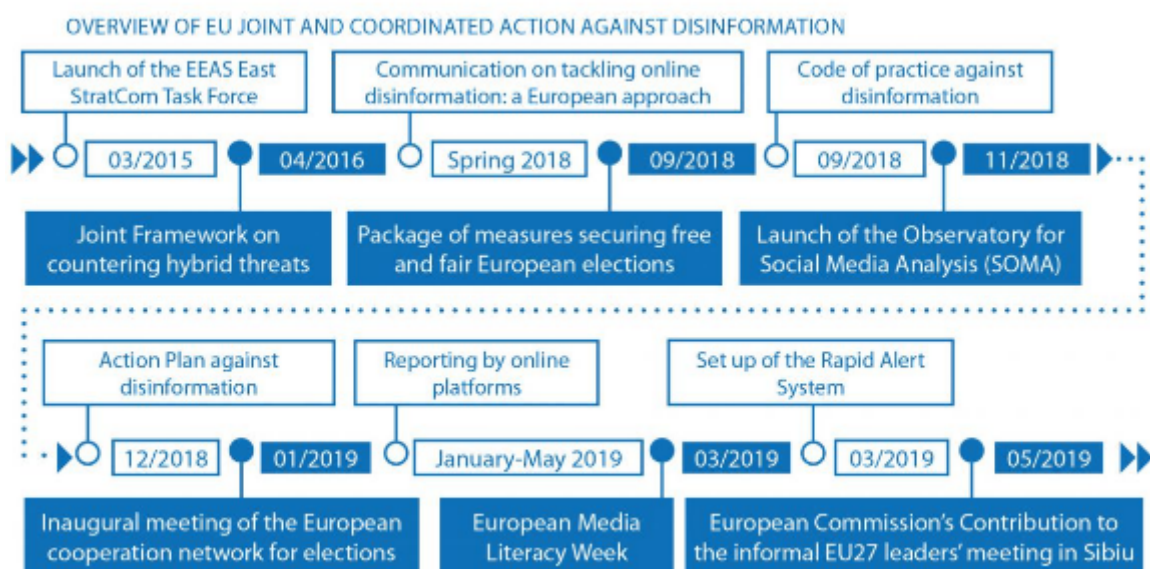 OVERVIEW OF EU JOINT AND COORDINATED ACTION AGAINST DISINFORMATION
Launch of the EEAS East
StratCom Task Force
03/2015
Joint Framework on
countering hybrid threats
04/2016
Communication on tackling online
disinformation: a European approach
Spring 2018
Package of measures securing free
and fair European elections
09/2018
Code of practice against
disinformation
09/2018
Launch of the Observatory for
Social Media Analysis (SOMA)
11/2018
Action Plan against
disinformation
12/2018
Inaugural meeting of the European
cooperation network for elections
01/2019
Reporting by online
platforms
January-May 2019
European Media
Literacy Week
03/2019
Set up of the Rapid Alert
System
03/2019
European Commission's Contribution to
the informal EU27 leaders' meeting in Sibiu
05/2019